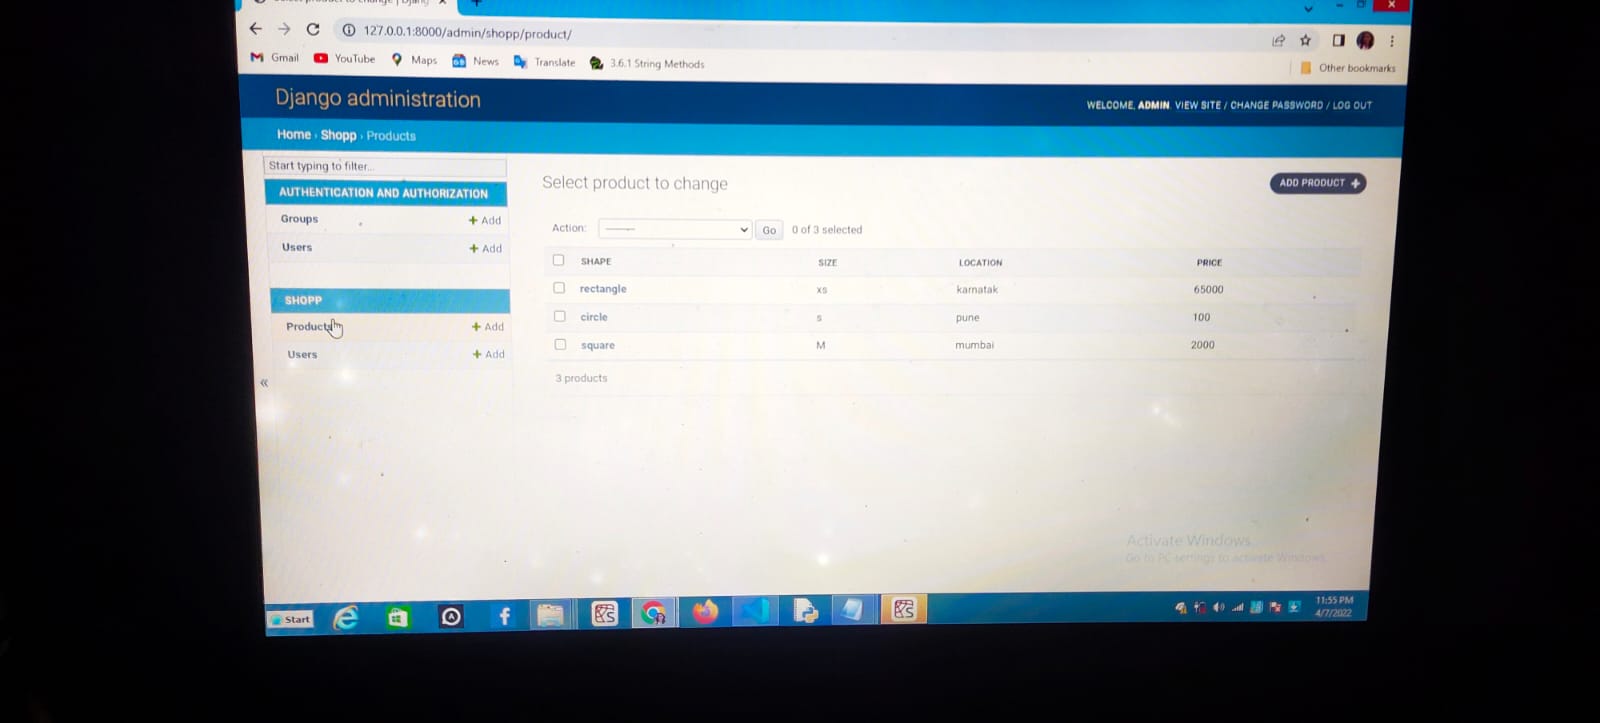 127.0.0.1:8000/admin/shopp/product/
Gmail YouTube Maps News Translate 3.6.1 String Methods Other bookmarks
Django administration
WELCOME, ADMIN. VIEW SITE / CHANGE PASSWORD / LOG OUT
Home › Shopp › Products
Start typing to filter...
AUTHENTICATION AND AUTHORIZATION
Groups + Add
Users + Add
SHOPP
Products + Add
Users + Add
«
Select product to change
ADD PRODUCT +
Action: --------- Go 0 of 3 selected
SHAPE SIZE LOCATION PRICE
rectangle xs karnatak 65000
circle s pune 100
square M mumbai 2000
3 products
Activate Windows
Go to PC settings to activate Windows.
Start
11:55 PM
4/7/2022